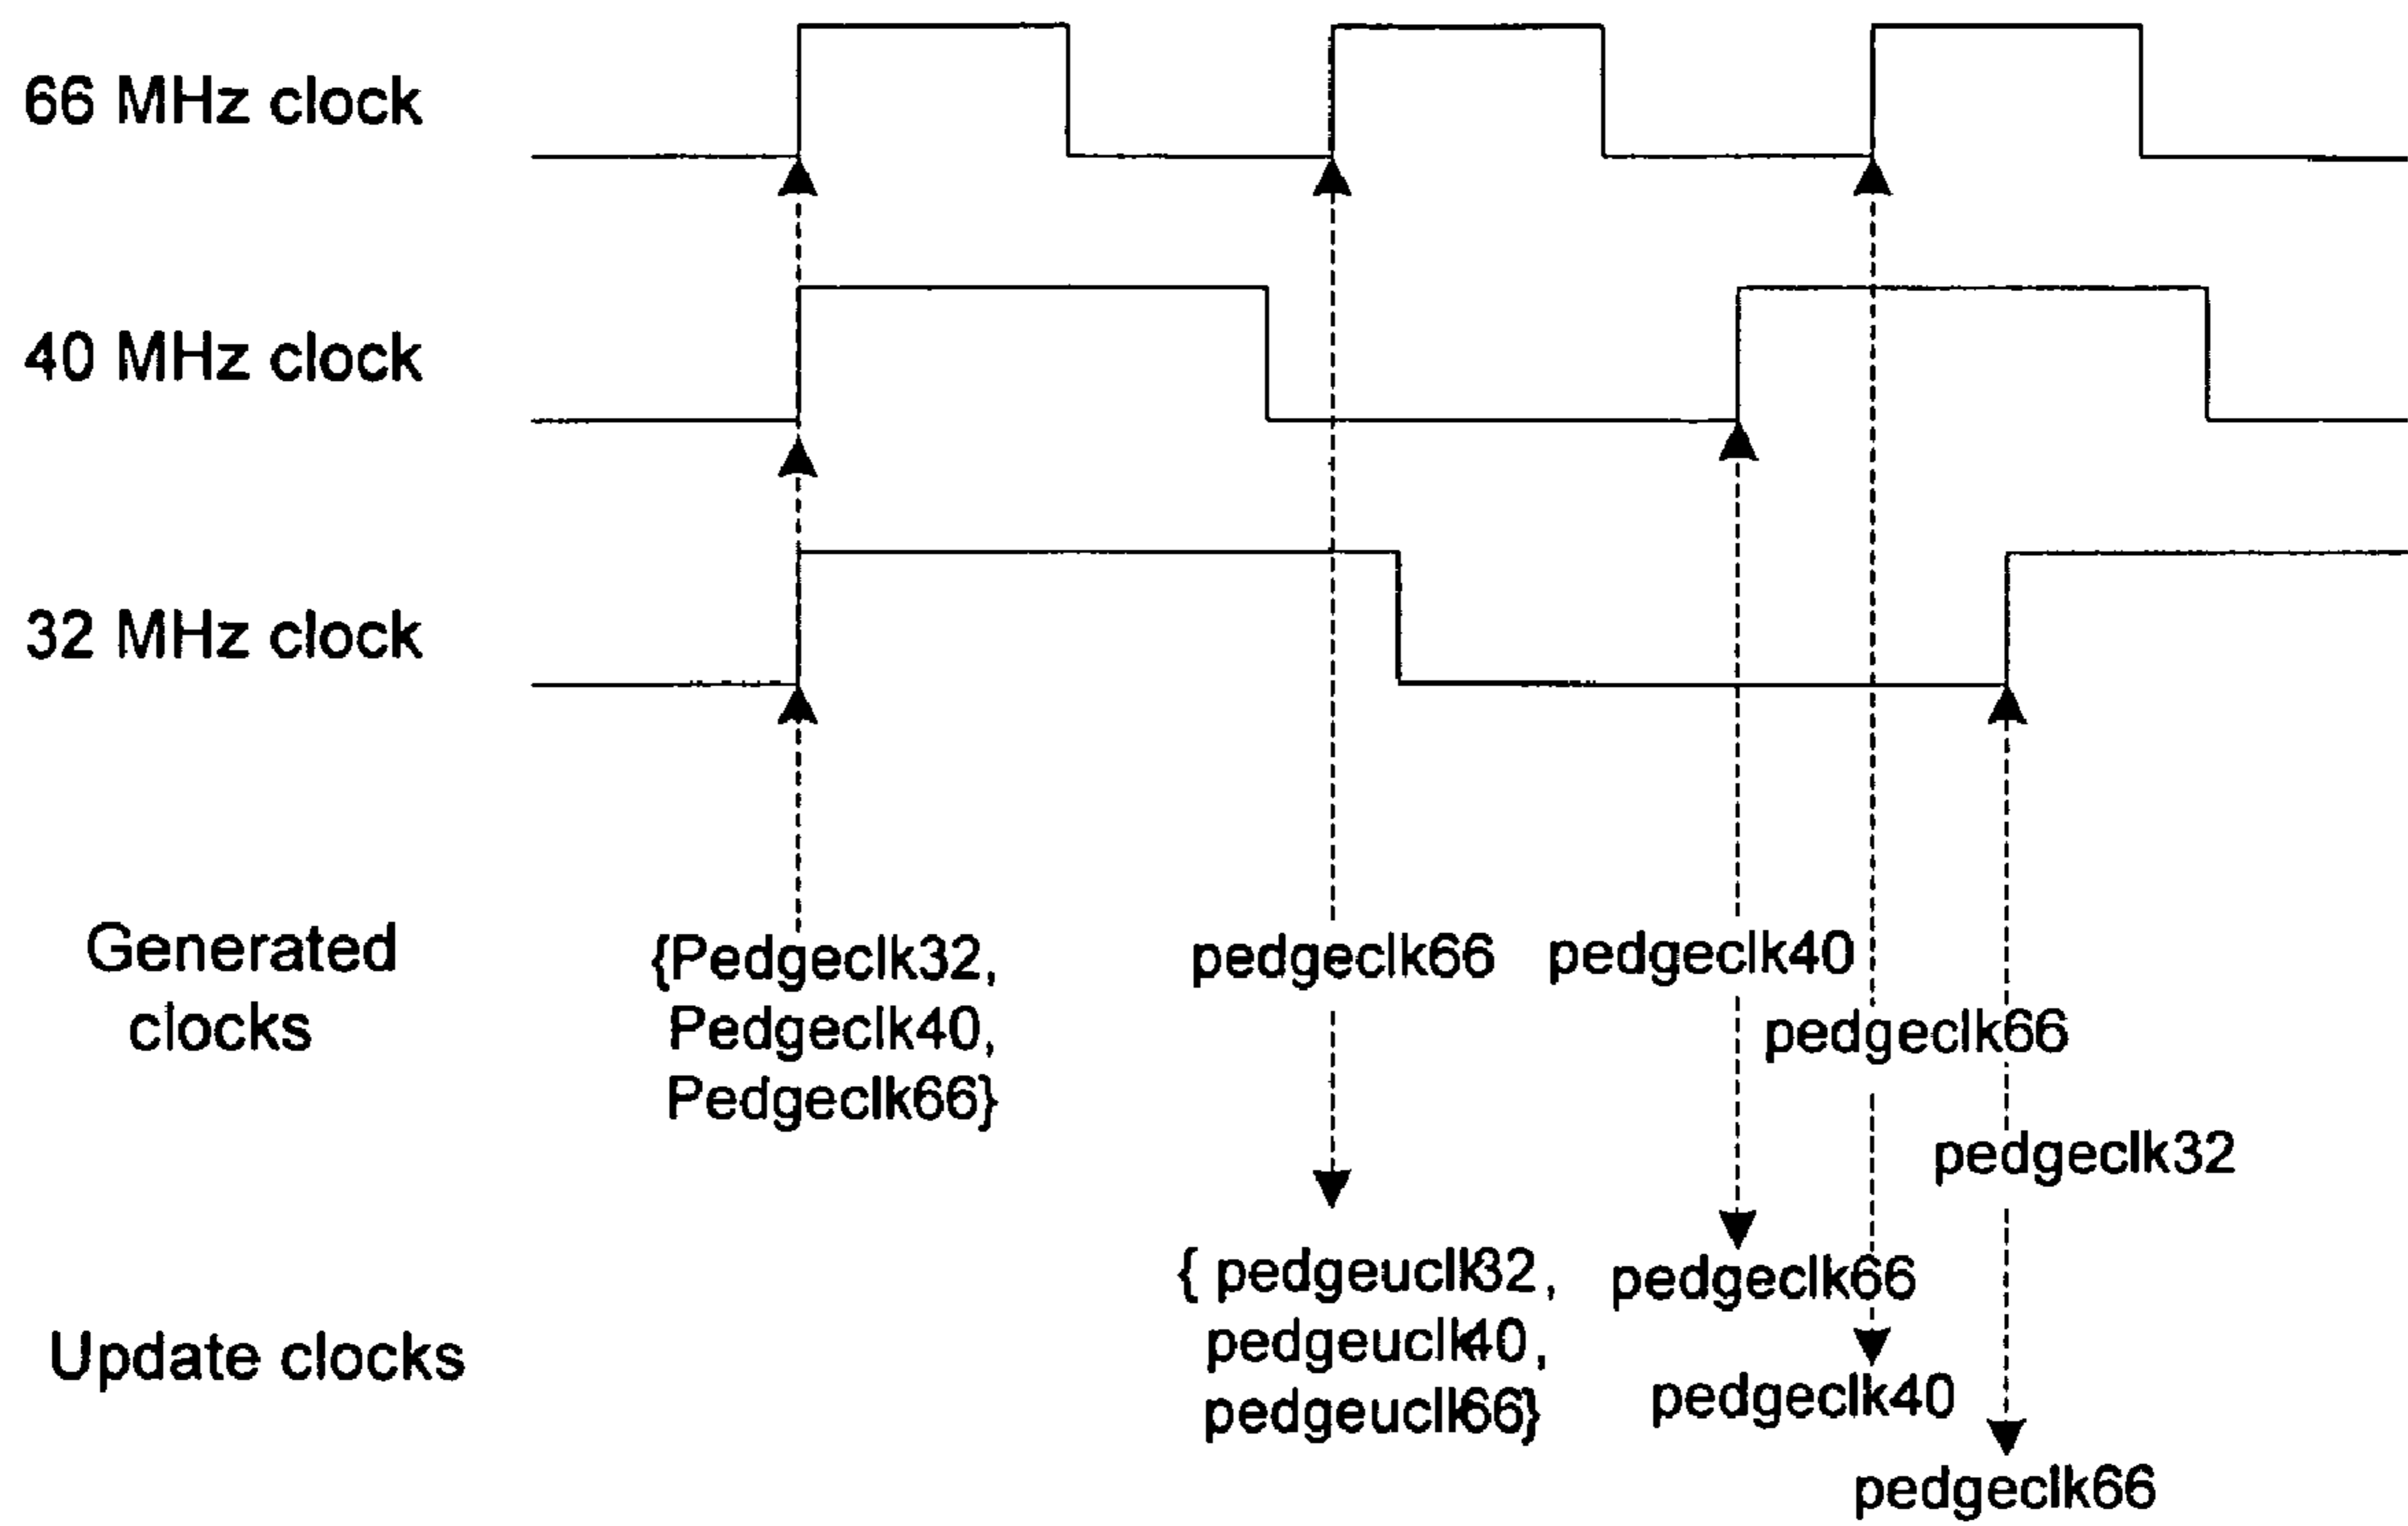 66 MHz clock
40 MHz clock
32 MHz clock
Generated
clocks
{Pedgeclk32,
Pedgeclk40,
Pedgeclk66}
pedgeclk66
pedgeclk40
pedgeclk66
pedgeclk32
Update clocks
{ pedgeuclk32,
pedgeuclk40,
pedgeuclk66}
pedgeclk66
pedgeclk40
pedgeclk66